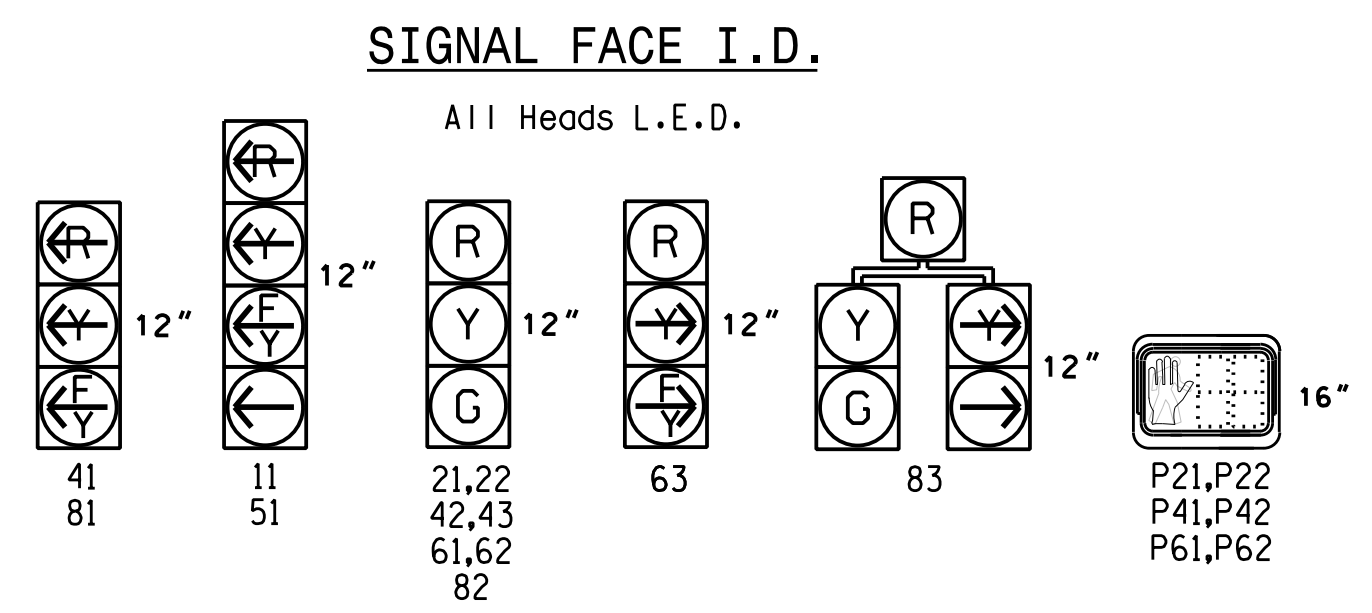 SIGNAL FACE I.D.
All Heads L.E.D.
R
Y
F
Y
12"
41
81
R
Y
F
Y
12"
11
51
R
Y
G
12"
21,22
42,43
61,62
82
R
Y
F
Y
12"
63
R
Y
G
Y
12"
83
16"
P21,P22
P41,P42
P61,P62